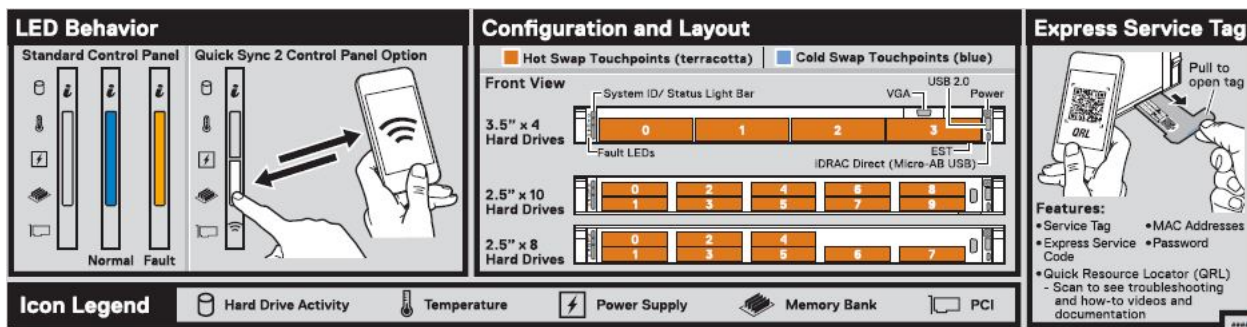 LED Behavior
Standard Control Panel
Quick Sync 2 Control Panel Option
i
i
i
i
Normal
Fault
Configuration and Layout
Hot Swap Touchpoints (terracotta)
Cold Swap Touchpoints (blue)
Front View
System ID/ Status Light Bar
VGA
USB 2.0
Power
3.5" x 4
Hard Drives
0 1 2 3
Fault LEDs
EST
iDRAC Direct (Micro-AB USB)
2.5" x 10
Hard Drives
0 2 4 6 8
1 3 5 7 9
2.5" x 8
Hard Drives
0 2 4
1 3 5 6 7
Express Service Tag
Pull to
open tag
QRL
Features:
• Service Tag
• MAC Addresses
• Express Service
Code
• Password
• Quick Resource Locator (QRL)
- Scan to see troubleshooting
and how-to videos and
documentation
Icon Legend
Hard Drive Activity
Temperature
Power Supply
Memory Bank
PCI